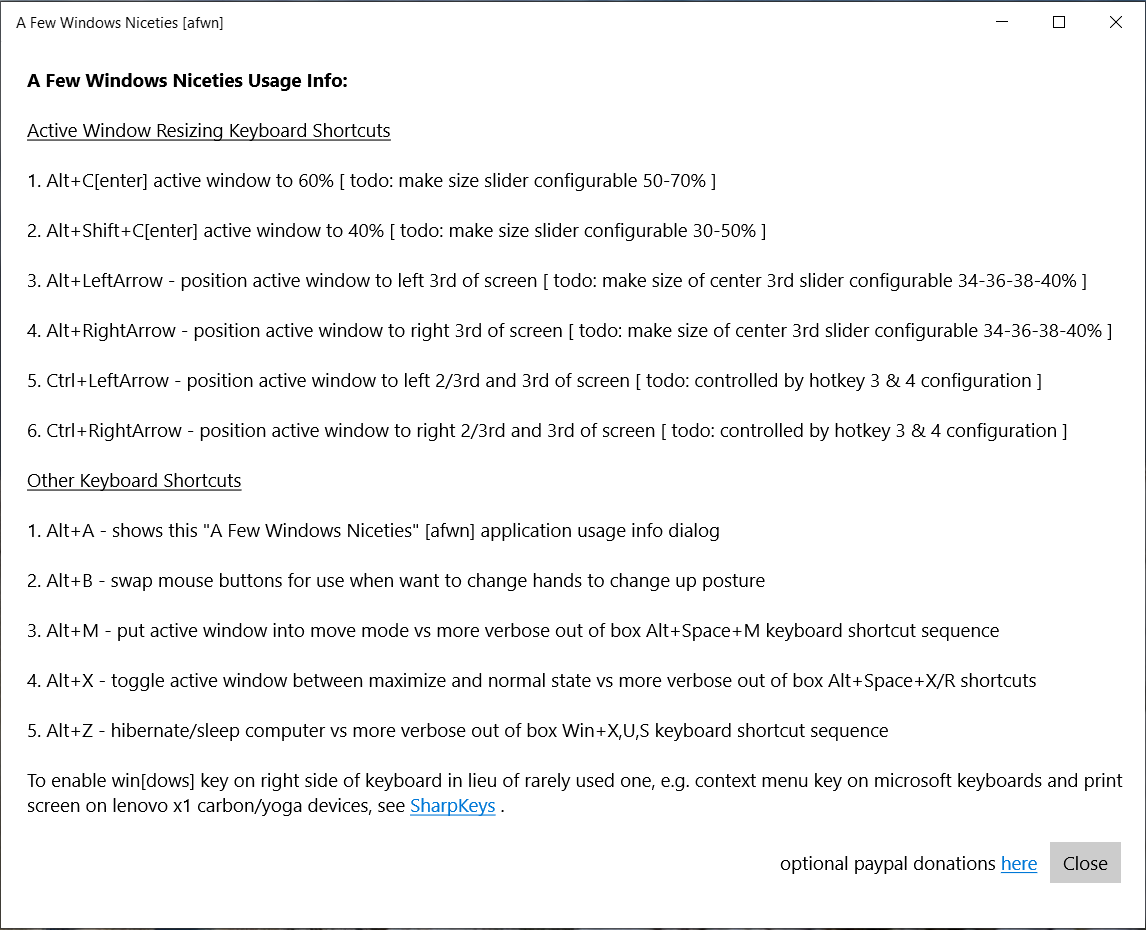 A Few Windows Niceties [afwn]
A Few Windows Niceties Usage Info:
Active Window Resizing Keyboard Shortcuts
1. Alt+C[enter] active window to 60% [ todo: make size slider configurable 50-70% ]
2. Alt+Shift+C[enter] active window to 40% [ todo: make size slider configurable 30-50% ]
3. Alt+LeftArrow - position active window to left 3rd of screen [ todo: make size of center 3rd slider configurable 34-36-38-40% ]
4. Alt+RightArrow - position active window to right 3rd of screen [ todo: make size of center 3rd slider configurable 34-36-38-40% ]
5. Ctrl+LeftArrow - position active window to left 2/3rd and 3rd of screen [ todo: controlled by hotkey 3 & 4 configuration ]
6. Ctrl+RightArrow - position active window to right 2/3rd and 3rd of screen [ todo: controlled by hotkey 3 & 4 configuration ]
Other Keyboard Shortcuts
1. Alt+A - shows this "A Few Windows Niceties" [afwn] application usage info dialog
2. Alt+B - swap mouse buttons for use when want to change hands to change up posture
3. Alt+M - put active window into move mode vs more verbose out of box Alt+Space+M keyboard shortcut sequence
4. Alt+X - toggle active window between maximize and normal state vs more verbose out of box Alt+Space+X/R shortcuts
5. Alt+Z - hibernate/sleep computer vs more verbose out of box Win+X,U,S keyboard shortcut sequence
To enable win[dows] key on right side of keyboard in lieu of rarely used one, e.g. context menu key on microsoft keyboards and print
screen on lenovo x1 carbon/yoga devices, see SharpKeys .
optional paypal donations here Close